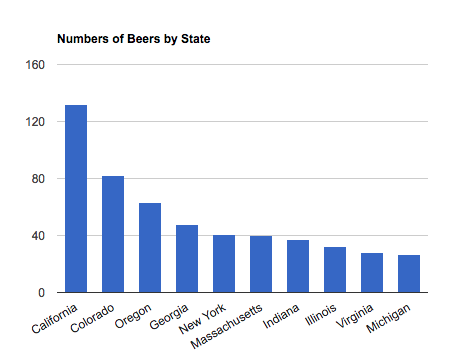 Numbers of Beers by State
160
120
80
40
0
California
Colorado
Oregon
Georgia
New York
Massachusetts
Indiana
Illinois
Virginia
Michigan